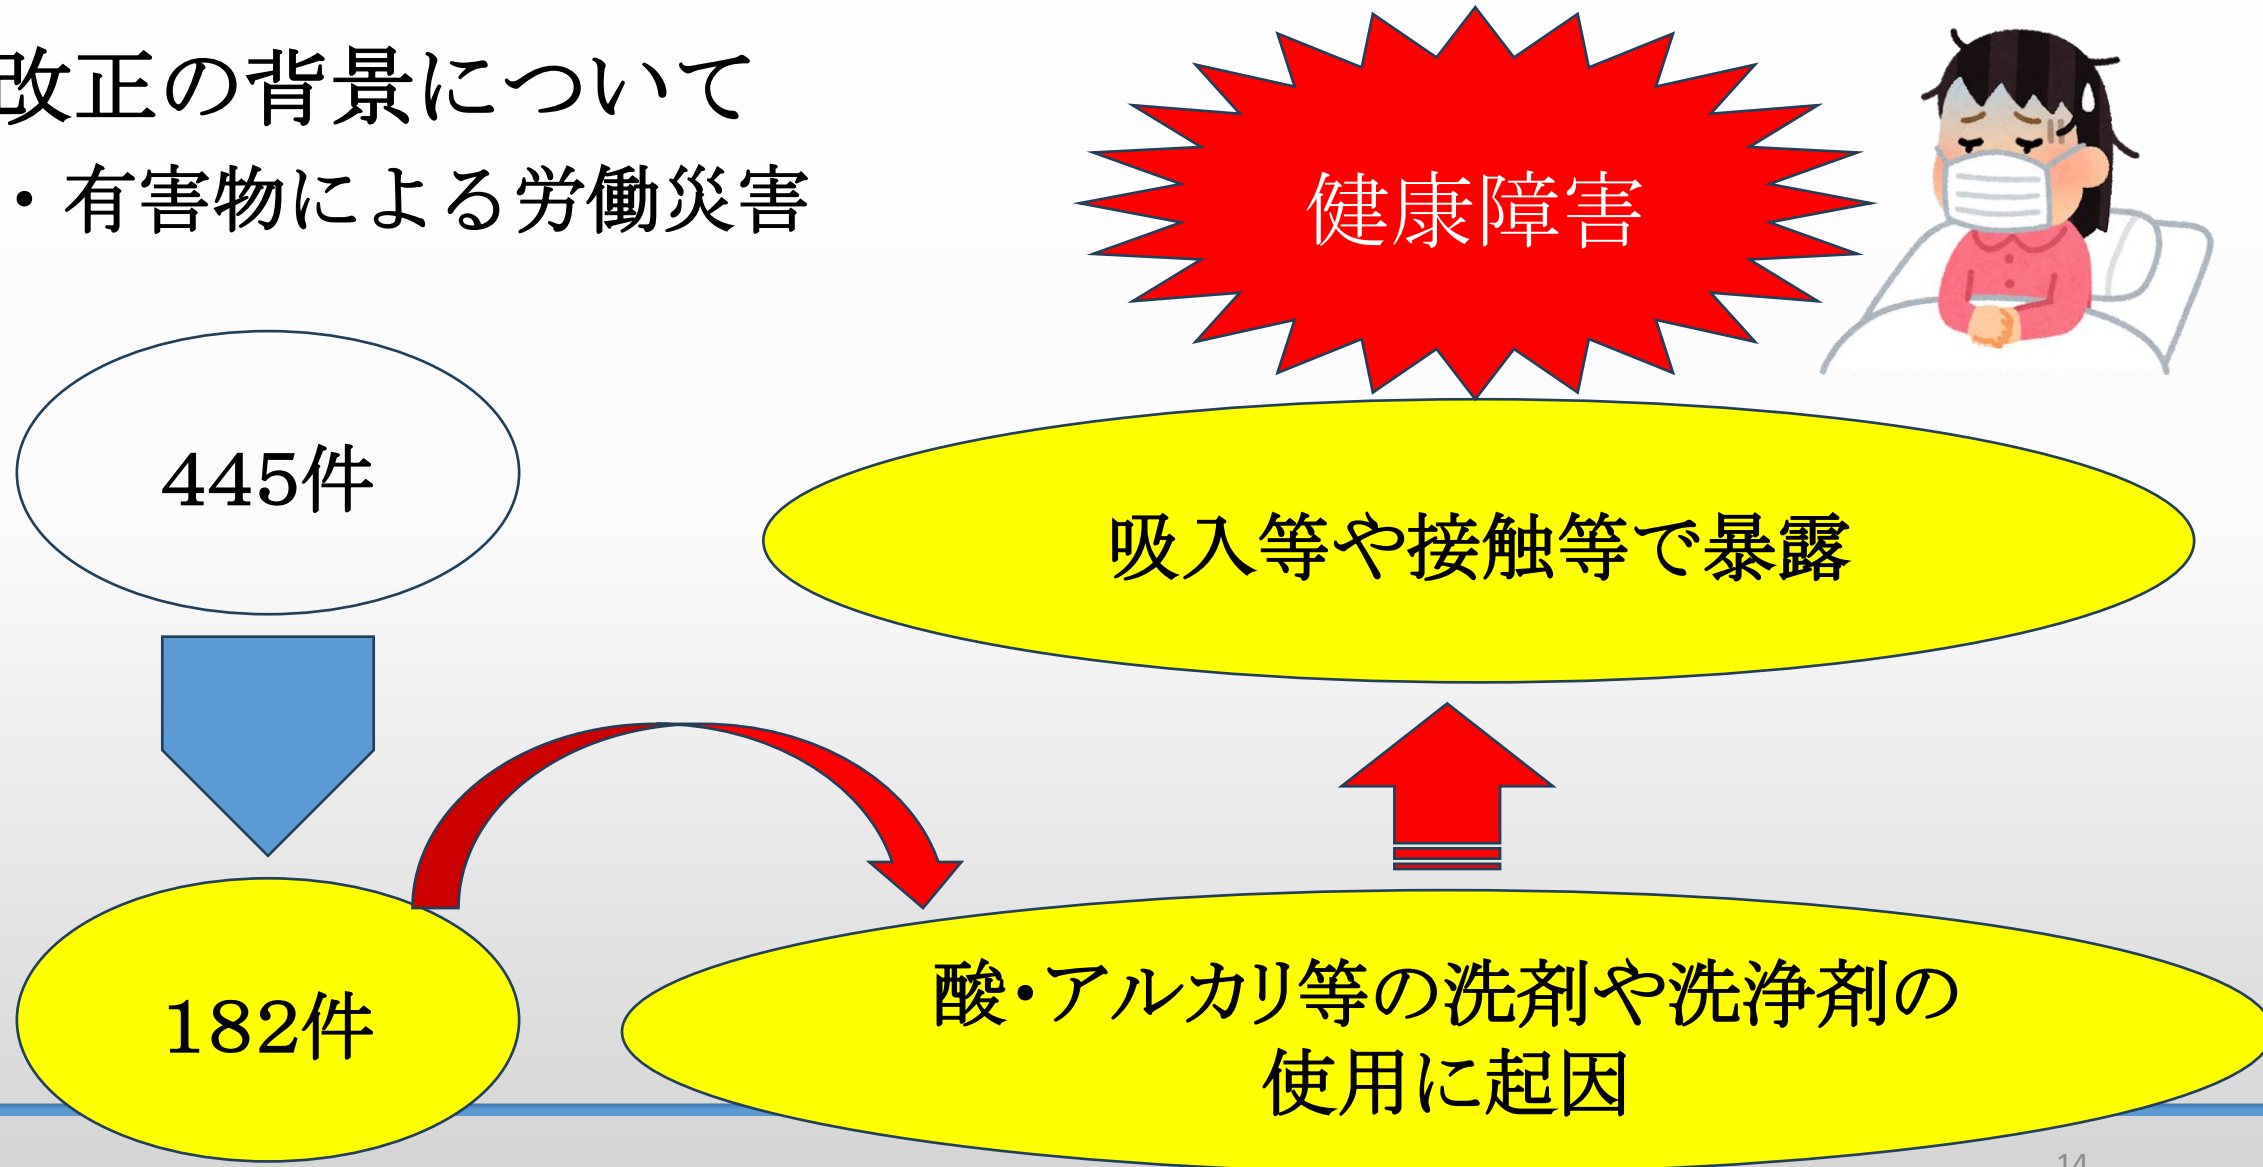 改正の背景について
・有害物による労働災害
健康障害
445件
吸入等や接触等で暴露
182件
酸・アルカリ等の洗剤や洗浄剤の
使用に起因
14